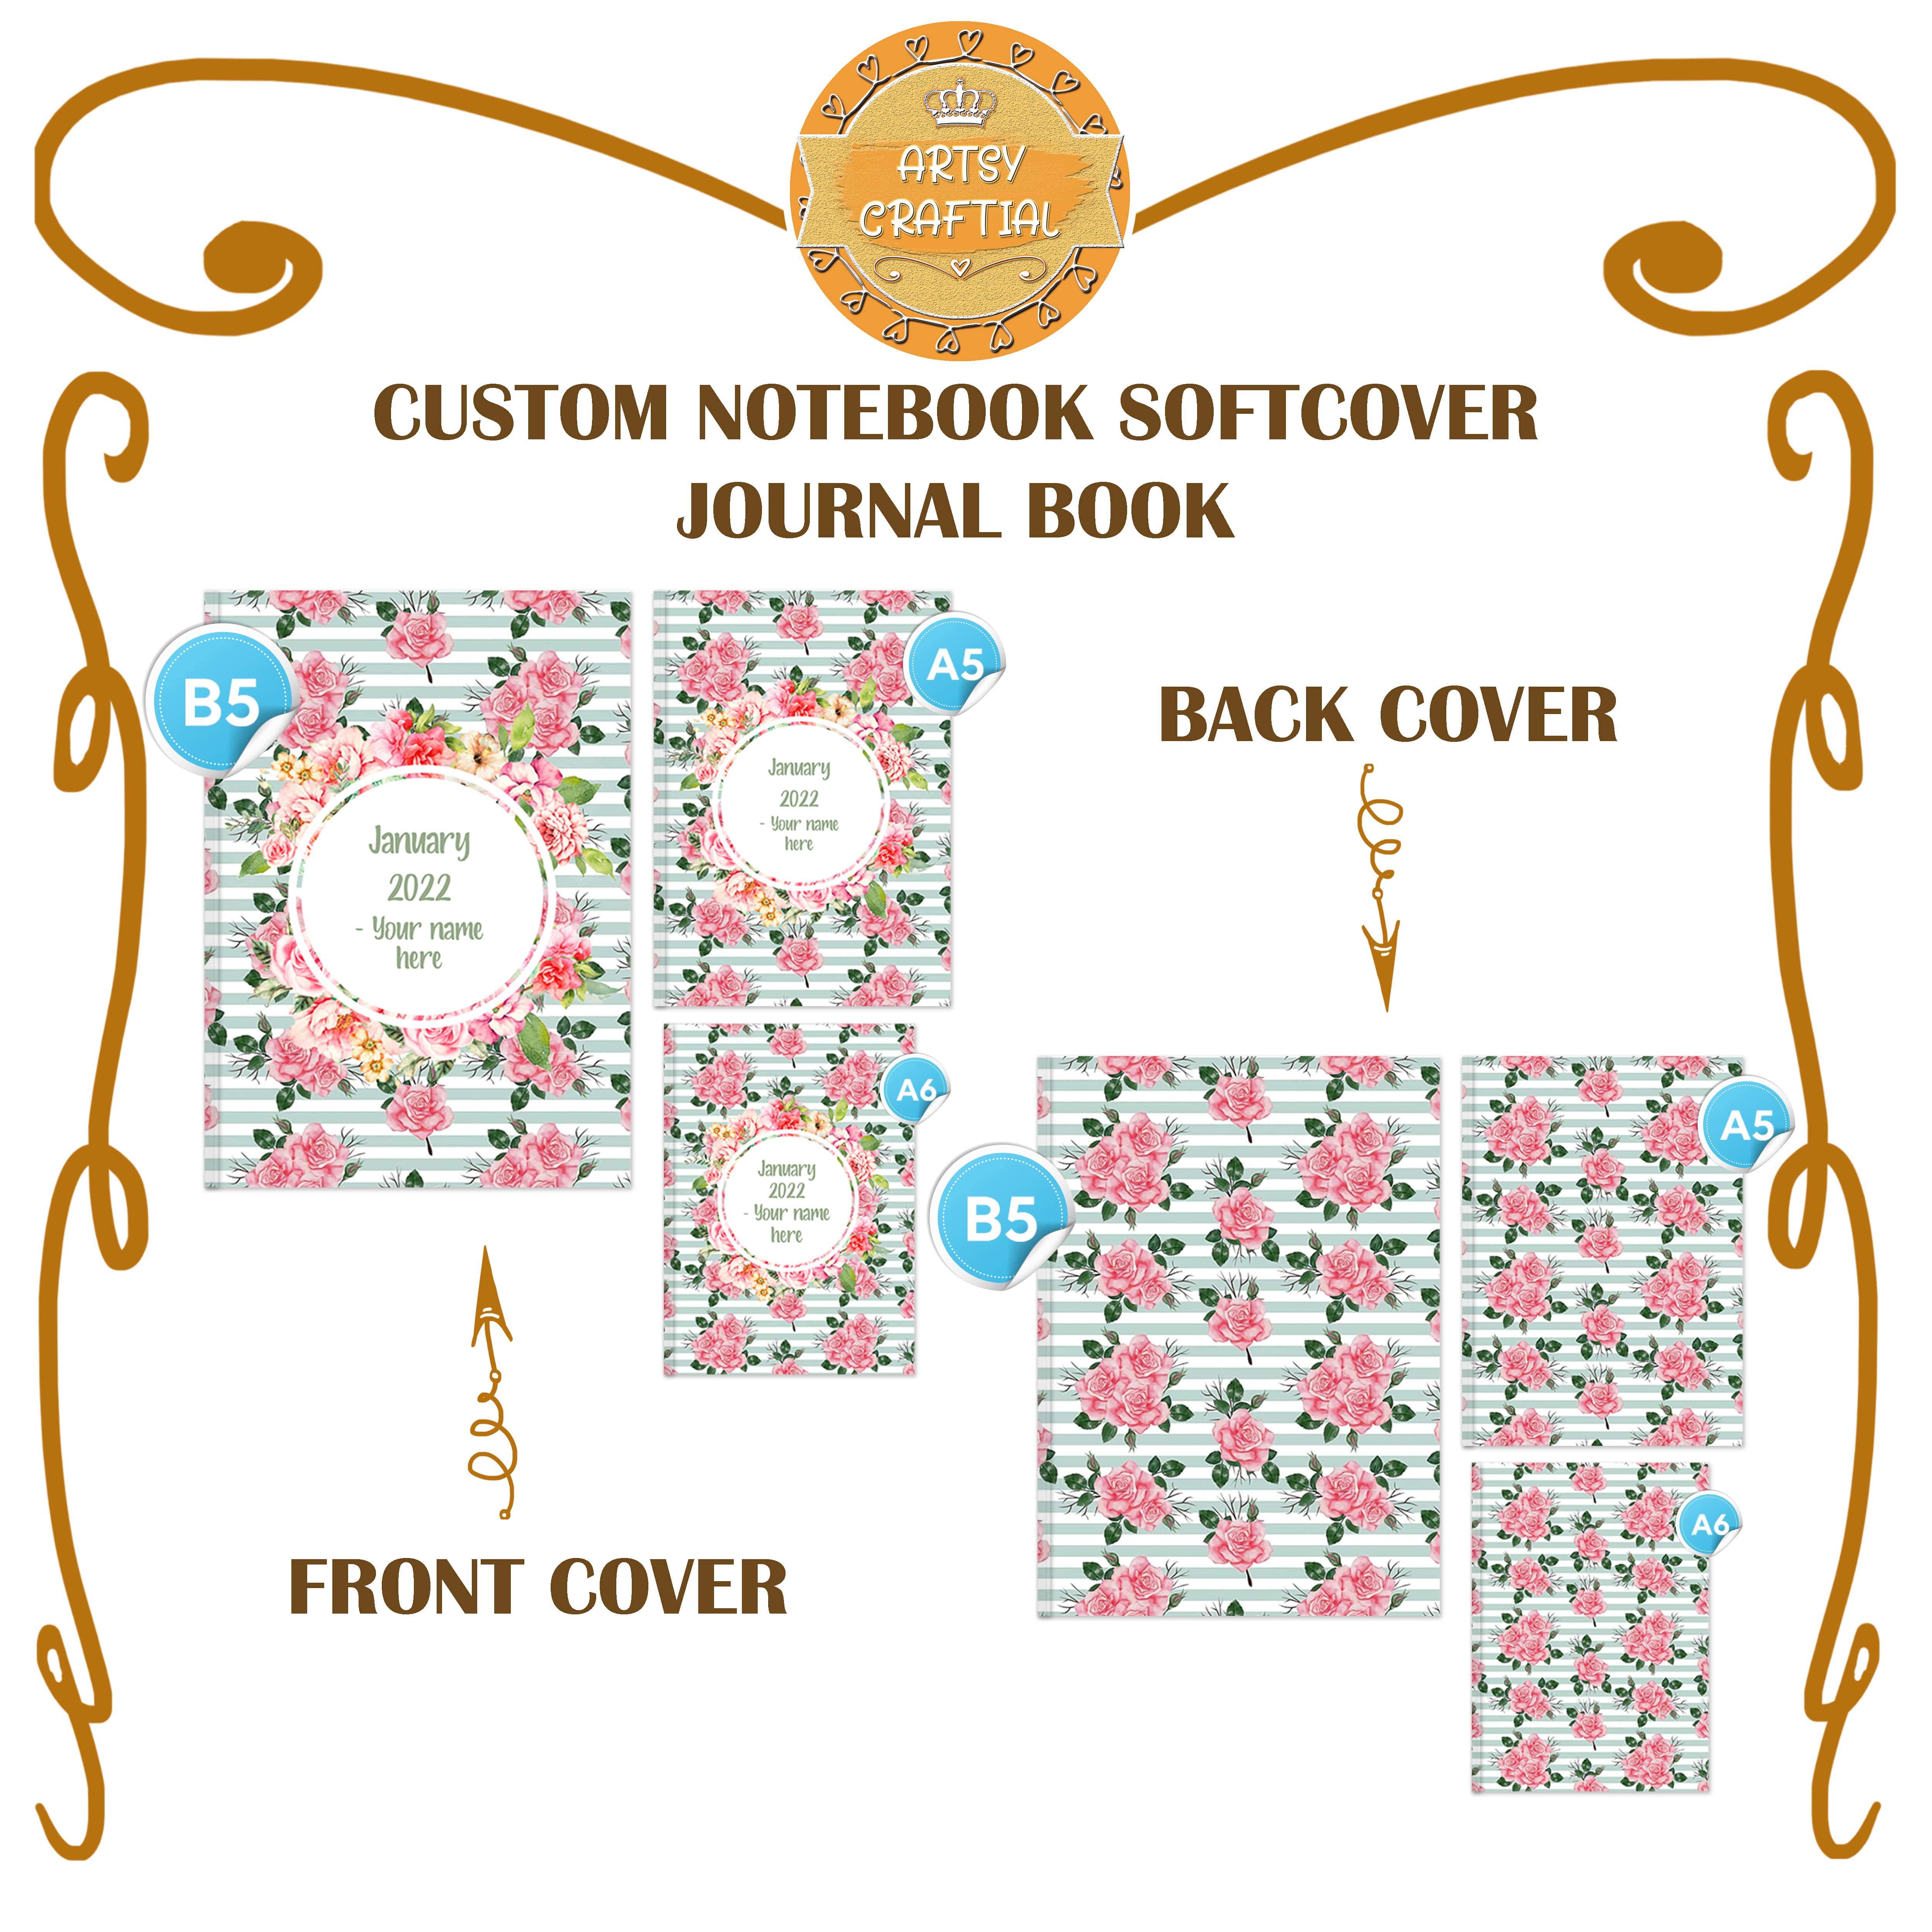 ARTSY
CRAFTIAL
CUSTOM NOTEBOOK SOFTCOVER
JOURNAL BOOK
B5
January
2022
- Your name
here
A5
January
2022
- Your name
here
A6
January
2022
- Your name
here
FRONT COVER
BACK COVER
B5
A5
A6